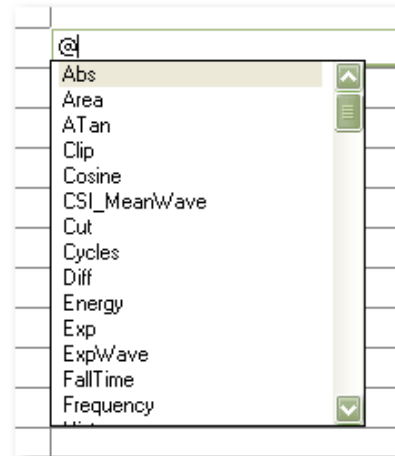 @
Abs
Area
ATan
Clip
Cosine
CSI_MeanWave
Cut
Cycles
Diff
Energy
Exp
ExpWave
FallTime
Frequency